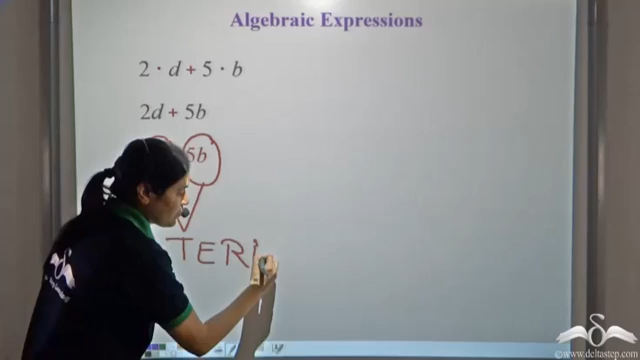 Algebraic Expressions
2 · d + 5 · b
2d + 5b
5b
TER
©www.deltastep.com